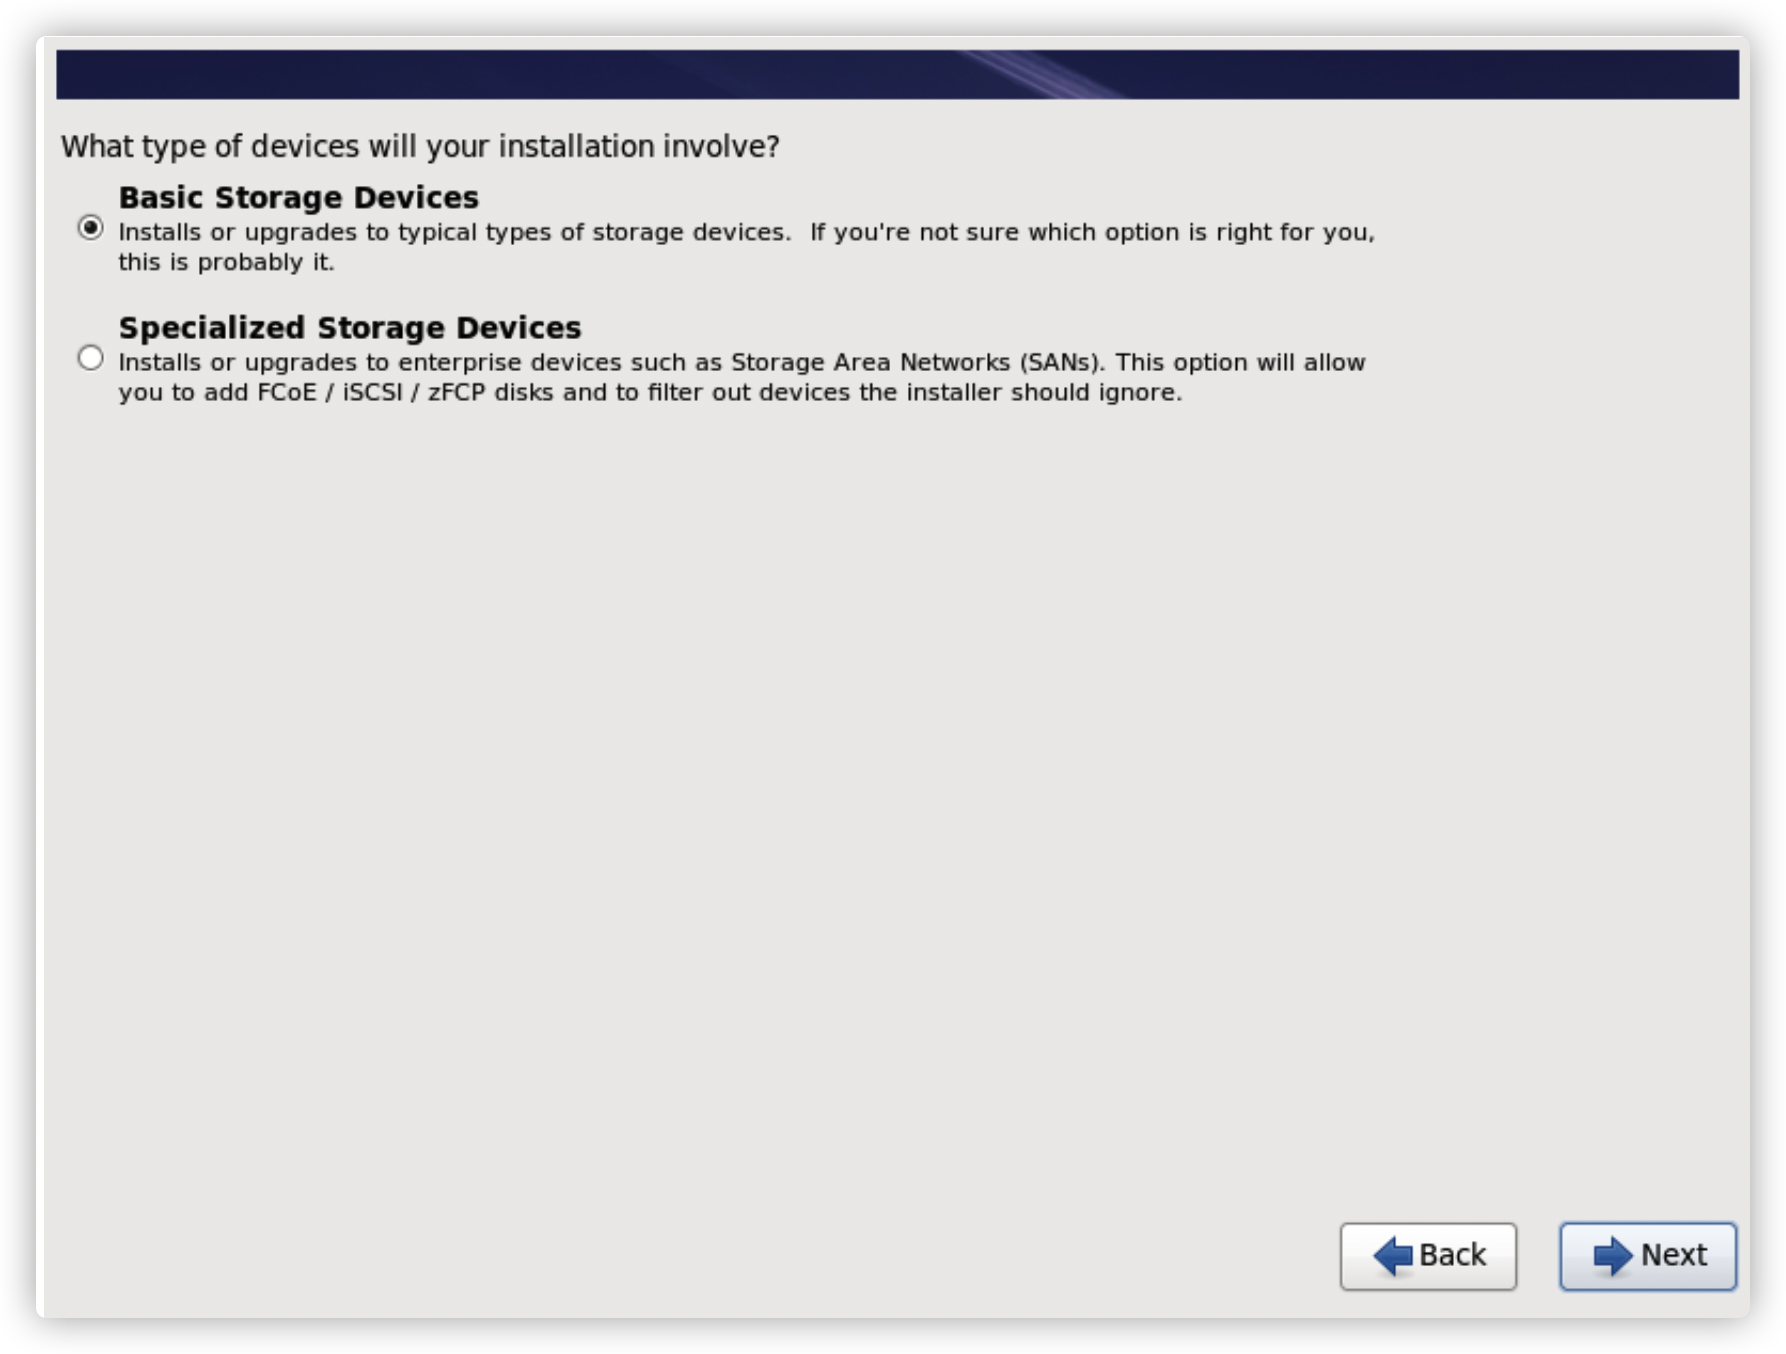 What type of devices will your installation involve?
Basic Storage Devices
Installs or upgrades to typical types of storage devices.  If you're not sure which option is right for you,
this is probably it.
Specialized Storage Devices
Installs or upgrades to enterprise devices such as Storage Area Networks (SANs). This option will allow
you to add FCoE / iSCSI / zFCP disks and to filter out devices the installer should ignore.
Back
Next